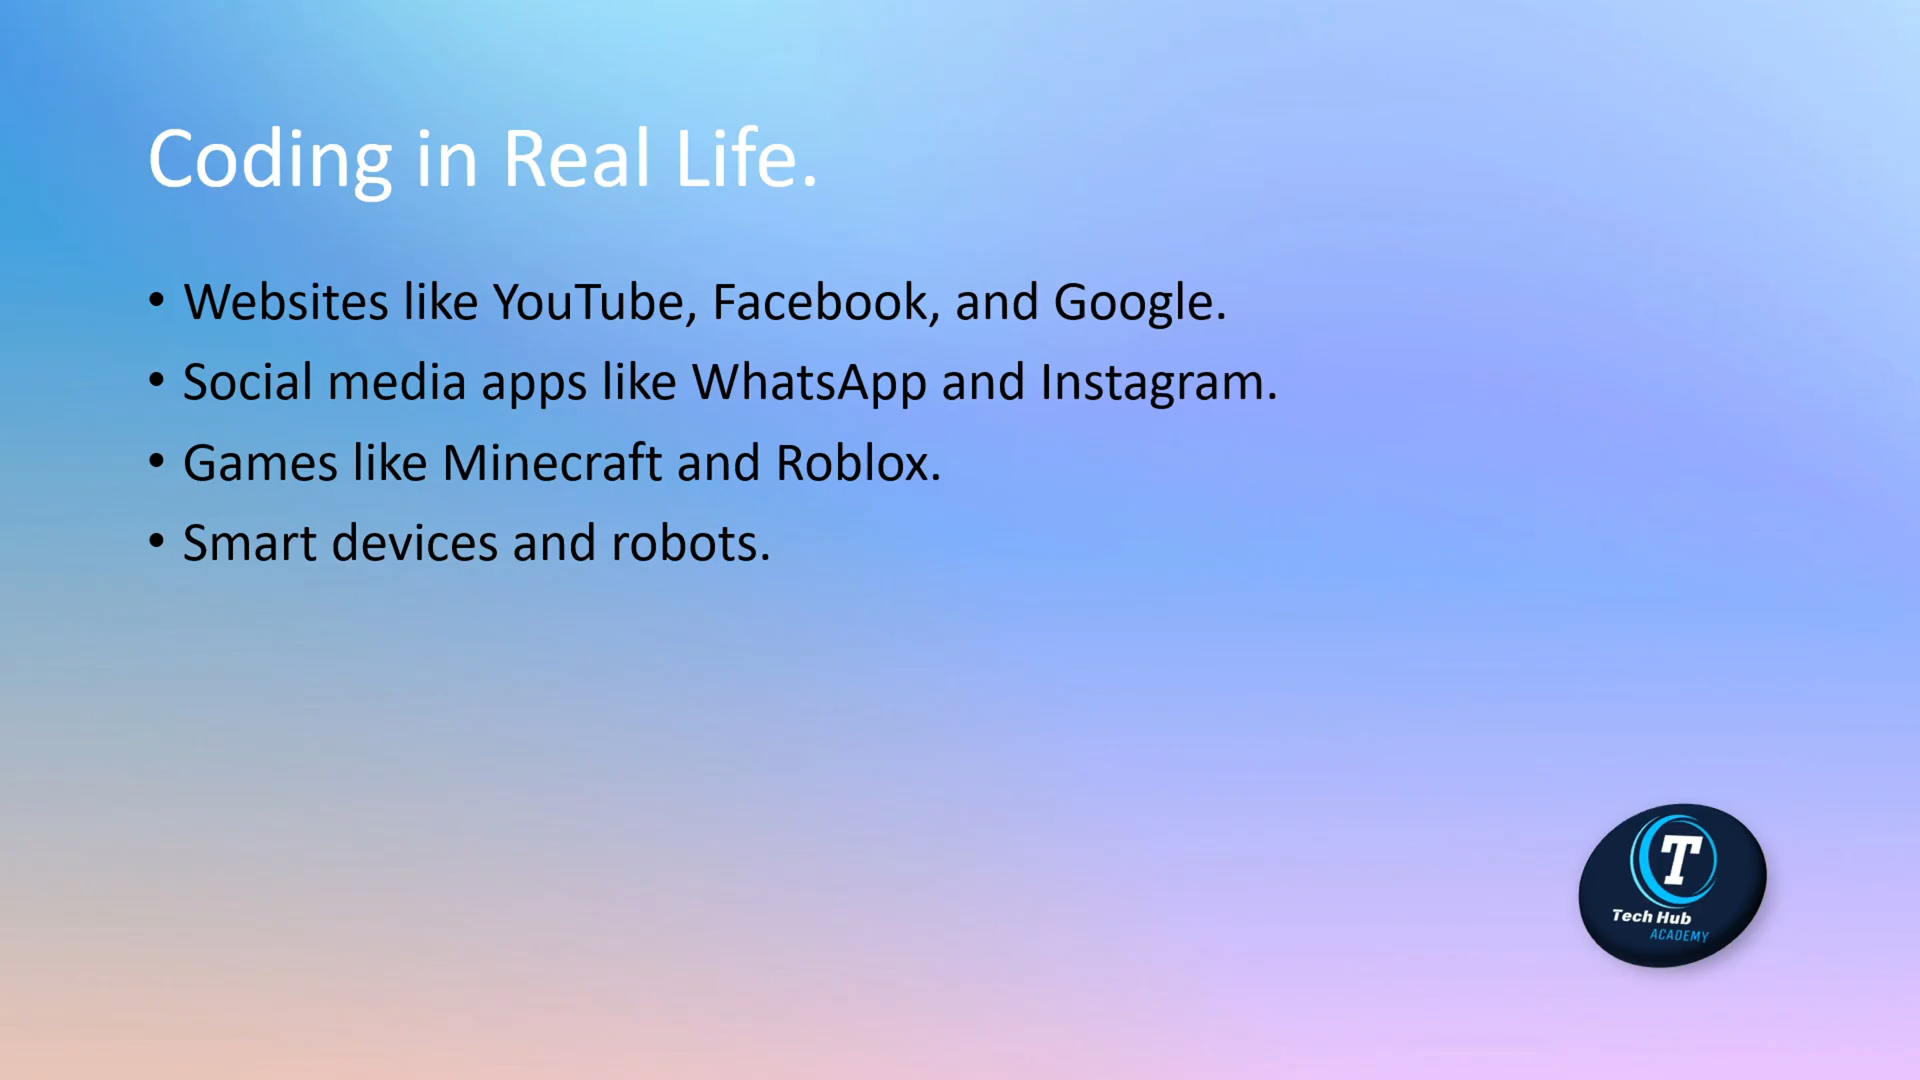 Coding in Real Life.
• Websites like YouTube, Facebook, and Google.
• Social media apps like WhatsApp and Instagram.
• Games like Minecraft and Roblox.
• Smart devices and robots.
T
Tech Hub
ACADEMY